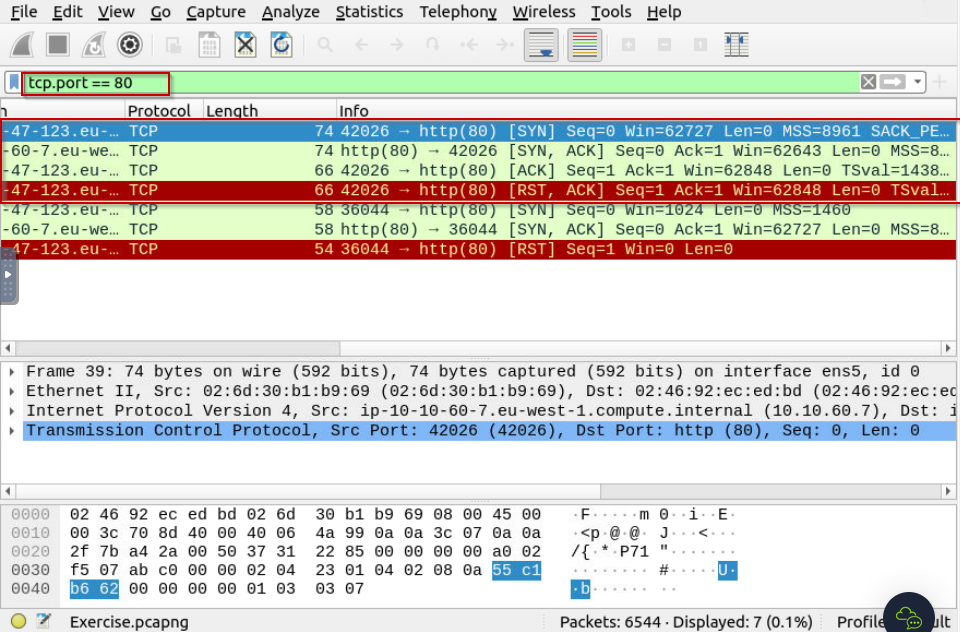 File Edit View Go Capture Analyze Statistics Telephony Wireless Tools Help
tcp.port == 80
Protocol Length Info
-47-123.eu-… TCP 74 42026 → http(80) [SYN] Seq=0 Win=62727 Len=0 MSS=8961 SACK_PE…
-60-7.eu-we… TCP 74 http(80) → 42026 [SYN, ACK] Seq=0 Ack=1 Win=62643 Len=0 MSS=8…
-47-123.eu-… TCP 66 42026 → http(80) [ACK] Seq=1 Ack=1 Win=62848 Len=0 TSval=1438…
-47-123.eu-… TCP 66 42026 → http(80) [RST, ACK] Seq=1 Ack=1 Win=62848 Len=0 TSval…
-47-123.eu-… TCP 58 36044 → http(80) [SYN] Seq=0 Win=1024 Len=0 MSS=1460
-60-7.eu-we… TCP 58 http(80) → 36044 [SYN, ACK] Seq=0 Ack=1 Win=62727 Len=0 MSS=8…
47-123.eu-… TCP 54 36044 → http(80) [RST] Seq=1 Win=0 Len=0
Frame 39: 74 bytes on wire (592 bits), 74 bytes captured (592 bits) on interface ens5, id 0
Ethernet II, Src: 02:6d:30:b1:b9:69 (02:6d:30:b1:b9:69), Dst: 02:46:92:ec:ed:bd (02:46:92:ec:ed
Internet Protocol Version 4, Src: ip-10-10-60-7.eu-west-1.compute.internal (10.10.60.7), Dst: i
Transmission Control Protocol, Src Port: 42026 (42026), Dst Port: http (80), Seq: 0, Len: 0
0000 02 46 92 ec ed bd 02 6d 30 b1 b9 69 08 00 45 00 ·F·····m 0··i··E·
0010 00 3c 70 8d 40 00 40 06 4a 99 0a 0a 3c 07 0a 0a ·<p·@·@· J···<···
0020 2f 7b a4 2a 00 50 37 31 22 85 00 00 00 00 a0 02 /{·*·P71 "·······
0030 f5 07 ab c0 00 00 02 04 23 01 04 02 08 0a 55 c1 ········ #·····U·
0040 b6 62 00 00 00 00 01 03 03 07 ·b······ ··
Exercise.pcapng Packets: 6544 · Displayed: 7 (0.1%) Profile